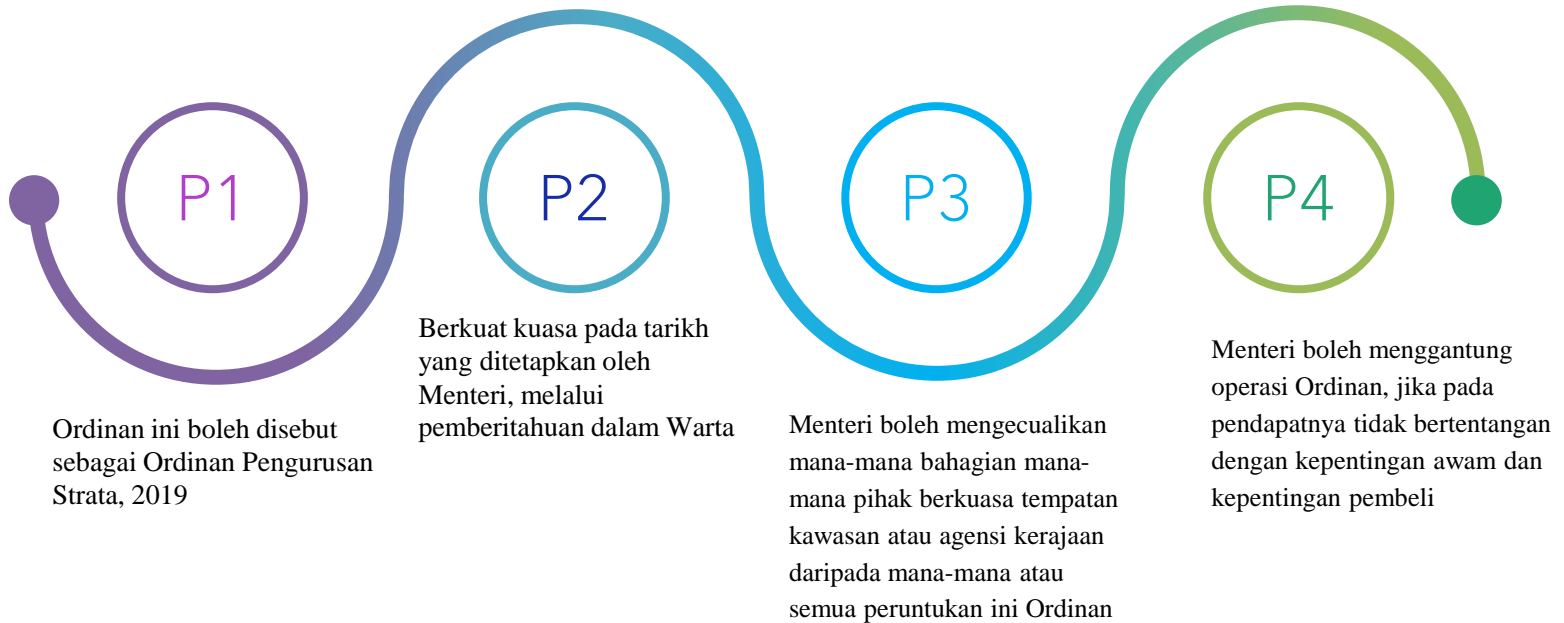 P1
Ordinan ini boleh disebut
sebagai Ordinan Pengurusan
Strata, 2019
P2
Berkuat kuasa pada tarikh
yang ditetapkan oleh
Menteri, melalui
pemberitahuan dalam Warta
P3
Menteri boleh mengecualikan
mana-mana bahagian mana-
mana pihak berkuasa tempatan
kawasan atau agensi kerajaan
daripada mana-mana atau
semua peruntukan ini Ordinan
P4
Menteri boleh menggantung
operasi Ordinan, jika pada
pendapatnya tidak bertentangan
dengan kepentingan awam dan
kepentingan pembeli